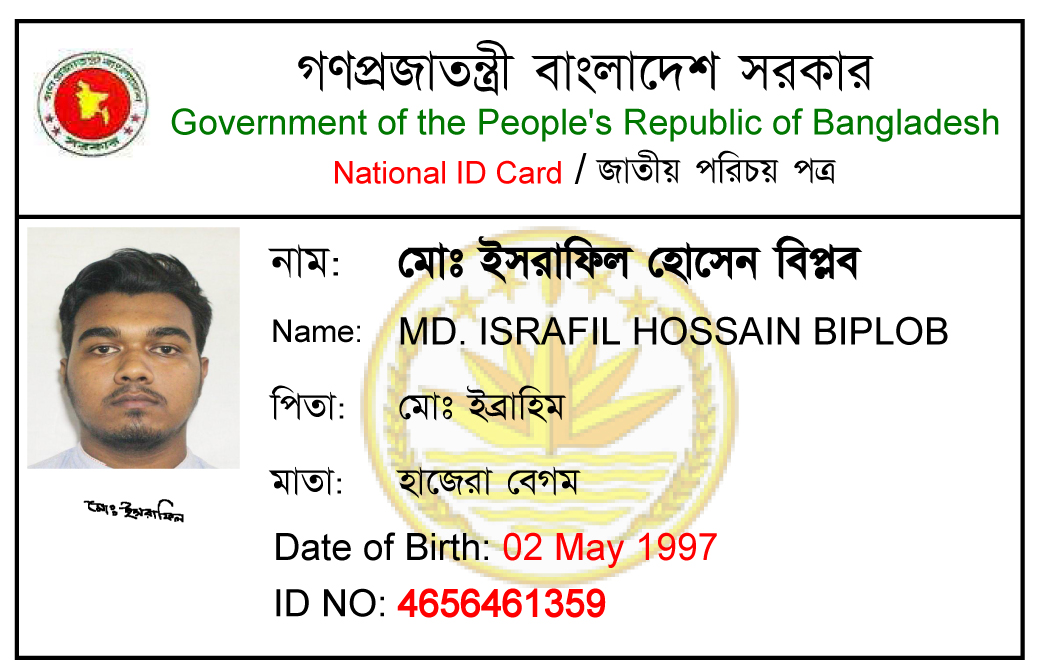 গণপ্রজাতন্ত্রী বাংলাদেশ সরকার
Government of the People's Republic of Bangladesh
National ID Card / জাতীয় পরিচয় পত্র
নাম: মোঃ ইসরাফিল হোসেন বিপ্লব
Name: MD. ISRAFIL HOSSAIN BIPLOB
পিতা: মোঃ ইব্রাহিম
মাতা: হাজেরা বেগম
মোঃ ইসরাফিল
Date of Birth: 02 May 1997
ID NO: 4656461359